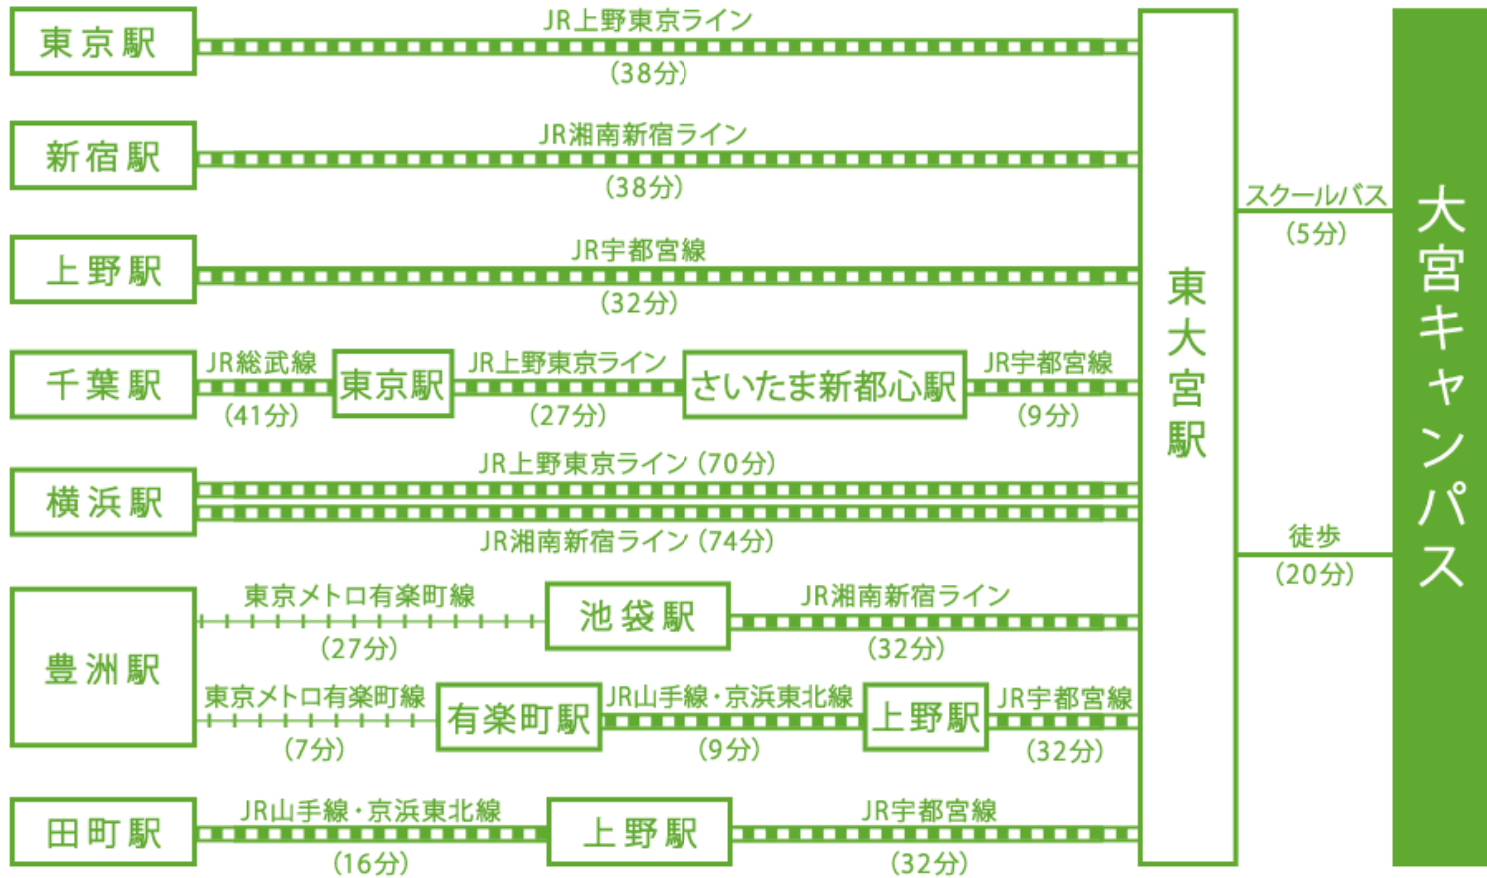 東京駅
JR上野東京ライン
(38分)
新宿駅
JR湘南新宿ライン
(38分)
上野駅
JR宇都宮線
(32分)
千葉駅
JR総武線
(41分)
東京駅
JR上野東京ライン
(27分)
さいたま新都心駅
JR宇都宮線
(9分)
横浜駅
JR上野東京ライン(70分)
JR湘南新宿ライン(74分)
豊洲駅
東京メトロ有楽町線
(27分)
池袋駅
JR湘南新宿ライン
(32分)
東京メトロ有楽町線
(7分)
有楽町駅
JR山手線・京浜東北線
(9分)
上野駅
JR宇都宮線
(32分)
田町駅
JR山手線・京浜東北線
(16分)
上野駅
JR宇都宮線
(32分)
東大宮駅
スクールバス
(5分)
徒歩
(20分)
大宮キャンパス